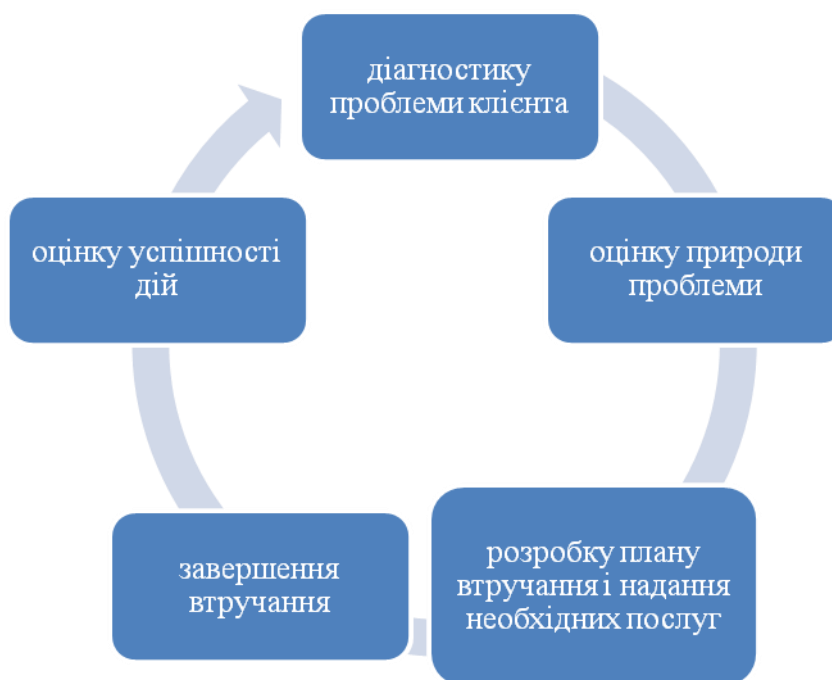 діагностику
проблеми клієнта
оцінку природи
проблеми
розробку плану
втручання і надання
необхідних послуг
завершення
втручання
оцінку успішності
дій